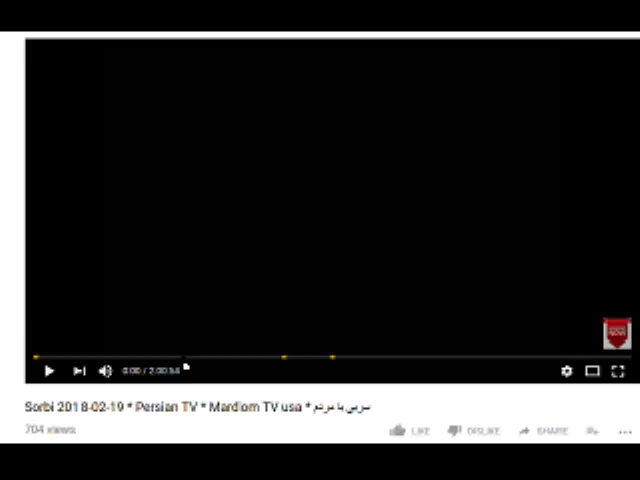 0:00 / 2:00:54
Sorbi 2018-02-19 * Persian TV * Mardom TV usa * سربی با مردم
704 views
LIKE
DISLIKE
SHARE